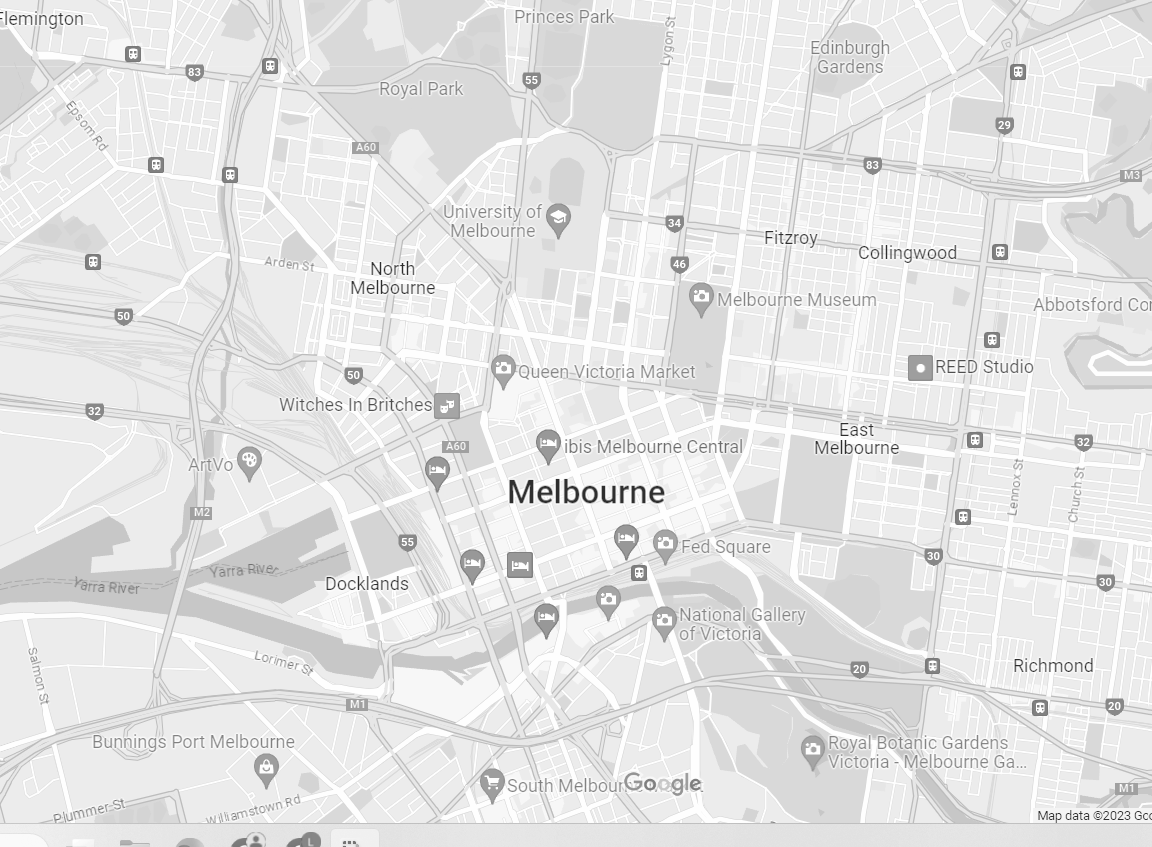 Flemington
Princes Park
Lygon St
Edinburgh
Gardens
83
55
Royal Park
Epsom Rd
A60
29
83
M3
University of
Melbourne
34
Fitzroy
Collingwood
46
Arden St
North
Melbourne
Melbourne Museum
Abbotsford Co
50
50
Queen Victoria Market
REED Studio
Witches In Britches
32
A60
ibis Melbourne Central
East
Melbourne
32
ArtVo
M2
Melbourne
Lennox St
Church St
55
Fed Square
30
30
Yarra River
Yarra River
Docklands
National Gallery
of Victoria
Salmon St
Lorimer St
20
Richmond
M1
20
Bunnings Port Melbourne
Royal Botanic Gardens
Victoria - Melbourne Ga...
South Melbour
Google
M1
Plummer St
Williamstown Rd
Map data ©2023 Go
L